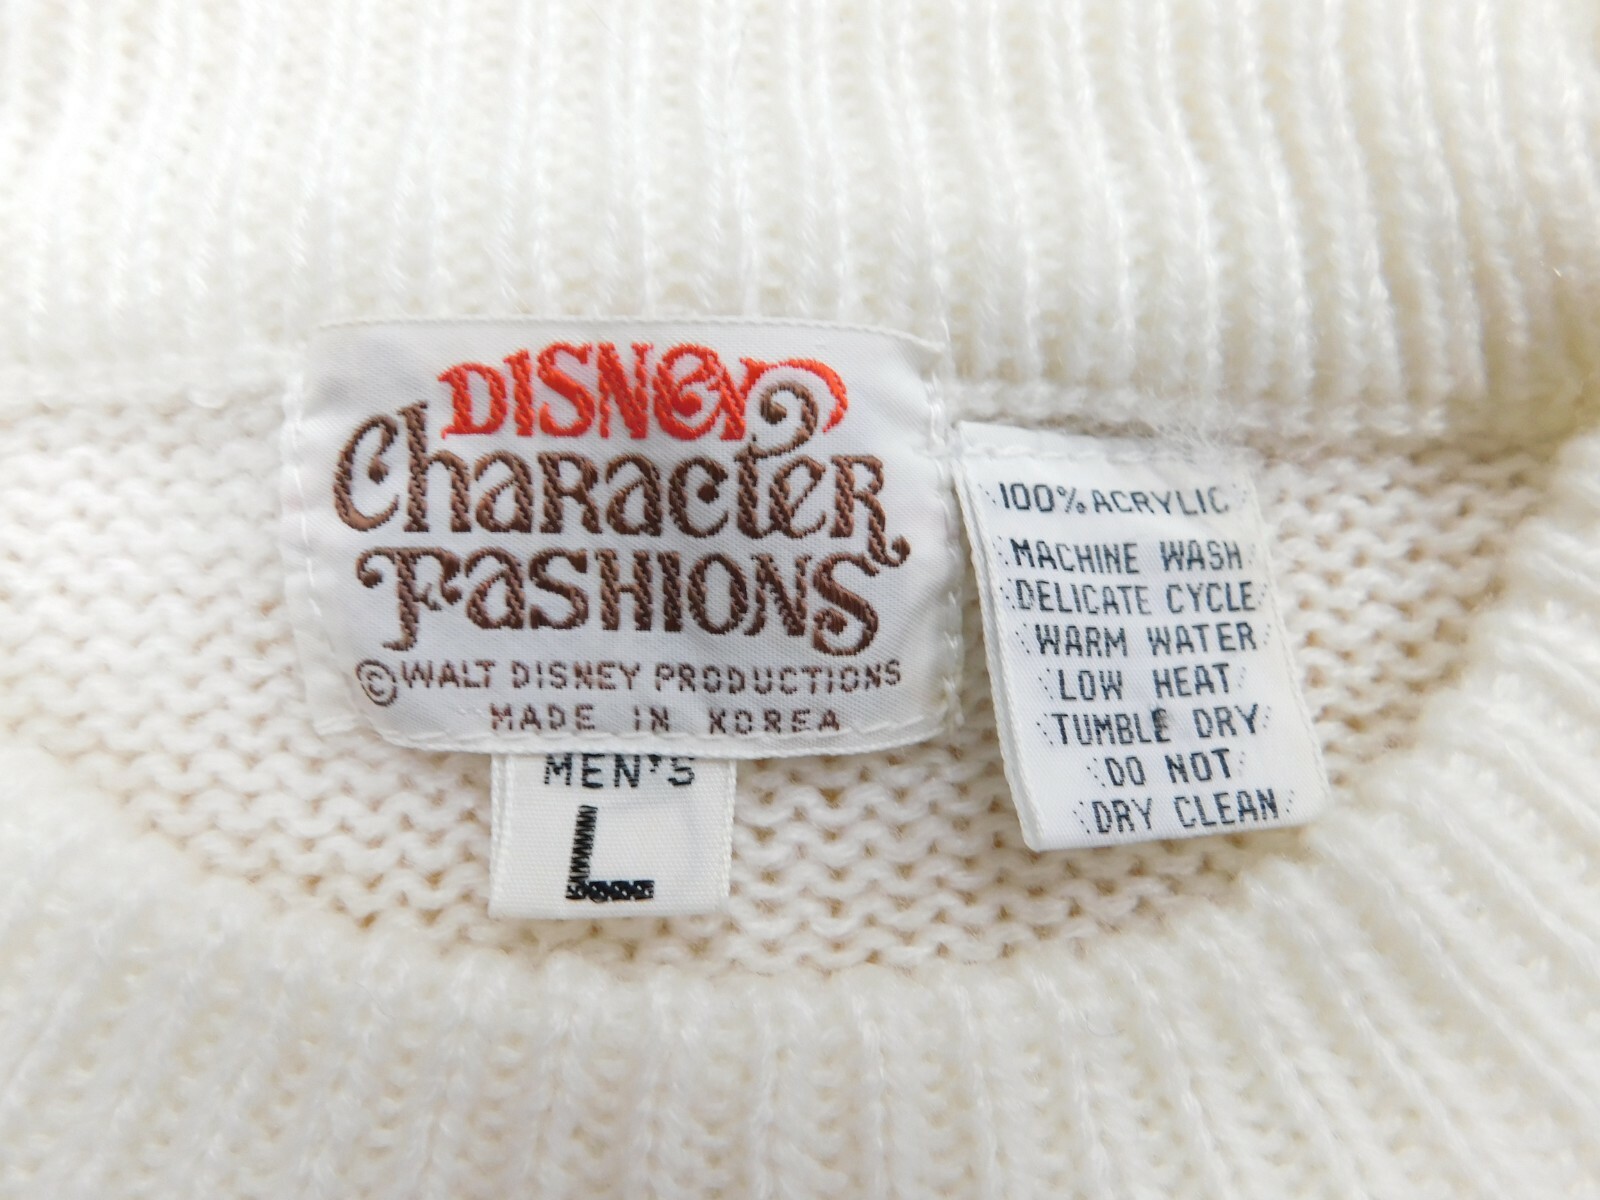 DISNEY
Character
FASHIONS
©WALT DISNEY PRODUCTIONS
MADE IN KOREA
MEN'S
L
100% ACRYLIC
MACHINE WASH
DELICATE CYCLE
WARM WATER
LOW HEAT
TUMBLE DRY
DO NOT
DRY CLEAN